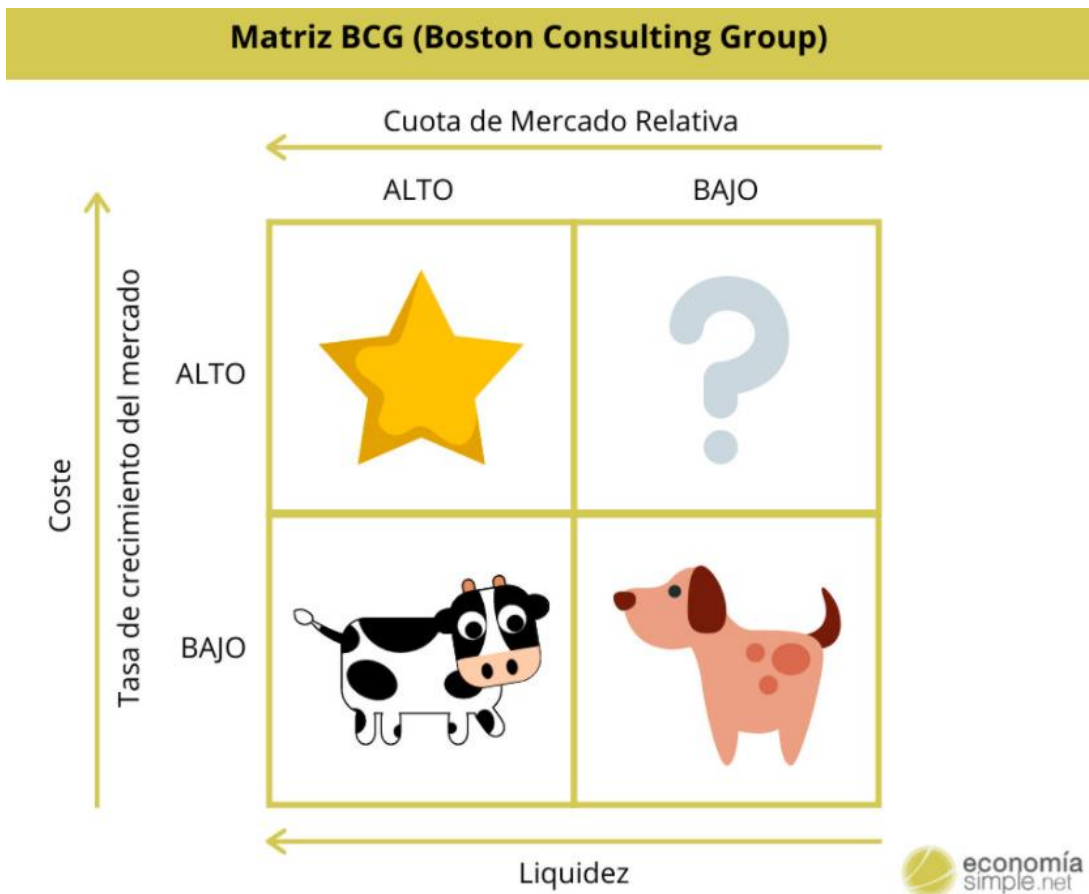 Matriz BCG (Boston Consulting Group)
Cuota de Mercado Relativa
ALTO
BAJO
Coste
Tasa de crecimiento del mercado
ALTO
?
BAJO
Liquidez
economía
simple.net